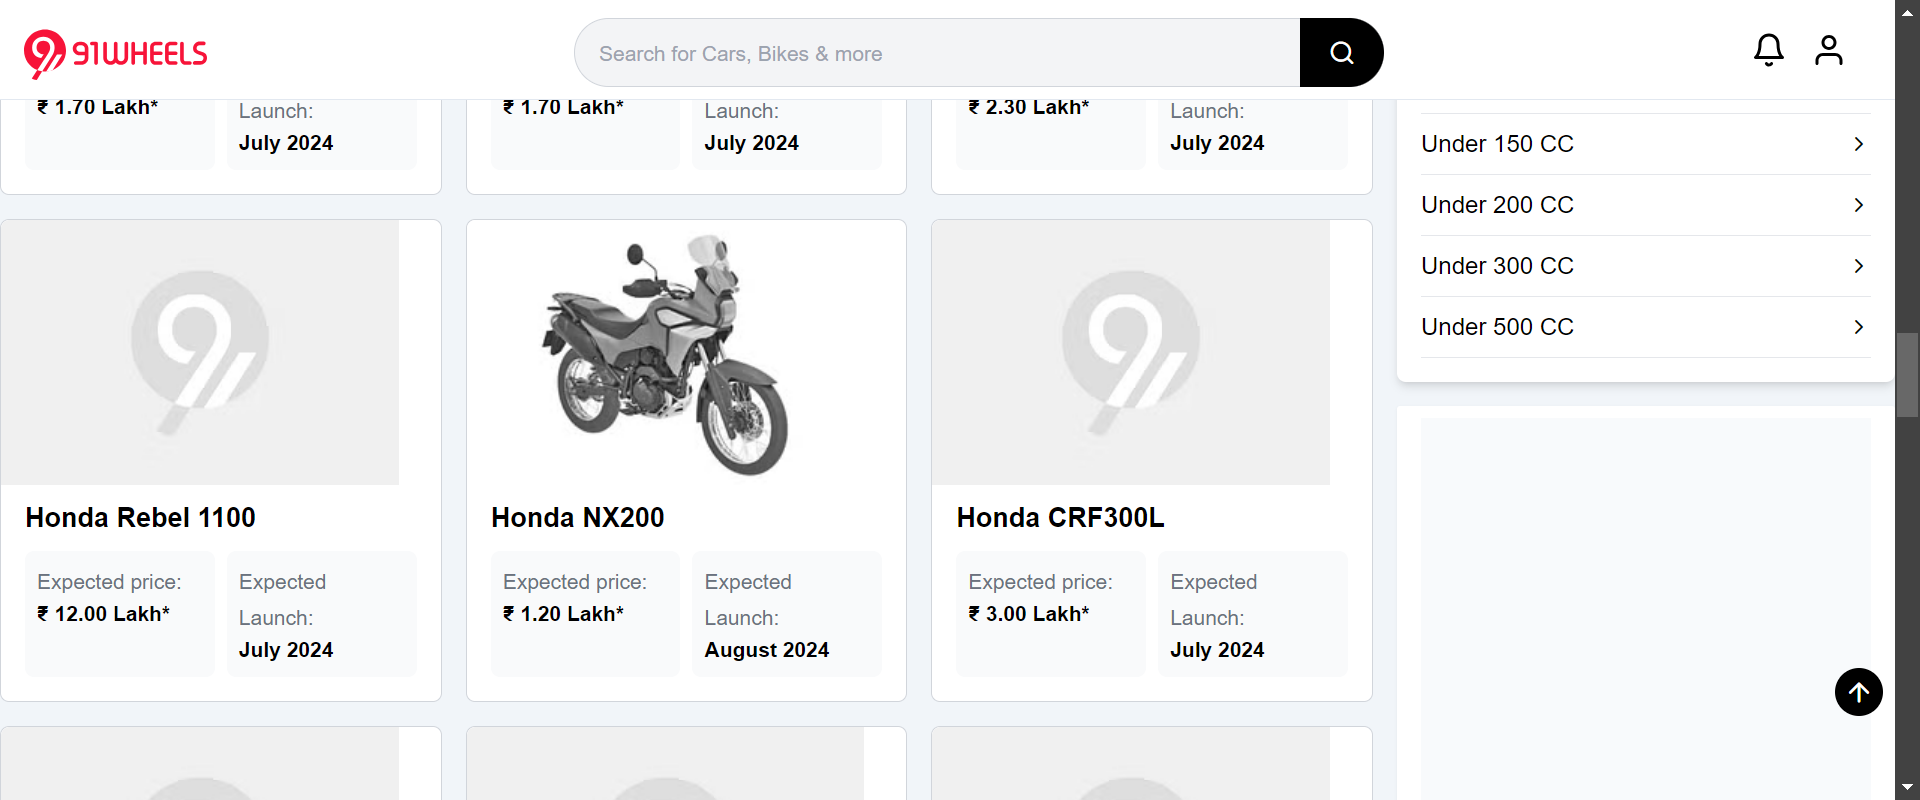 91WHEELS
Search for Cars, Bikes & more
₹ 1.70 Lakh*
Launch:
July 2024
₹ 1.70 Lakh*
Launch:
July 2024
₹ 2.30 Lakh*
Launch:
July 2024
Honda Rebel 1100
Expected price:
₹ 12.00 Lakh*
Expected
Launch:
July 2024
Honda NX200
Expected price:
₹ 1.20 Lakh*
Expected
Launch:
August 2024
Honda CRF300L
Expected price:
₹ 3.00 Lakh*
Expected
Launch:
July 2024
Under 150 CC
Under 200 CC
Under 300 CC
Under 500 CC